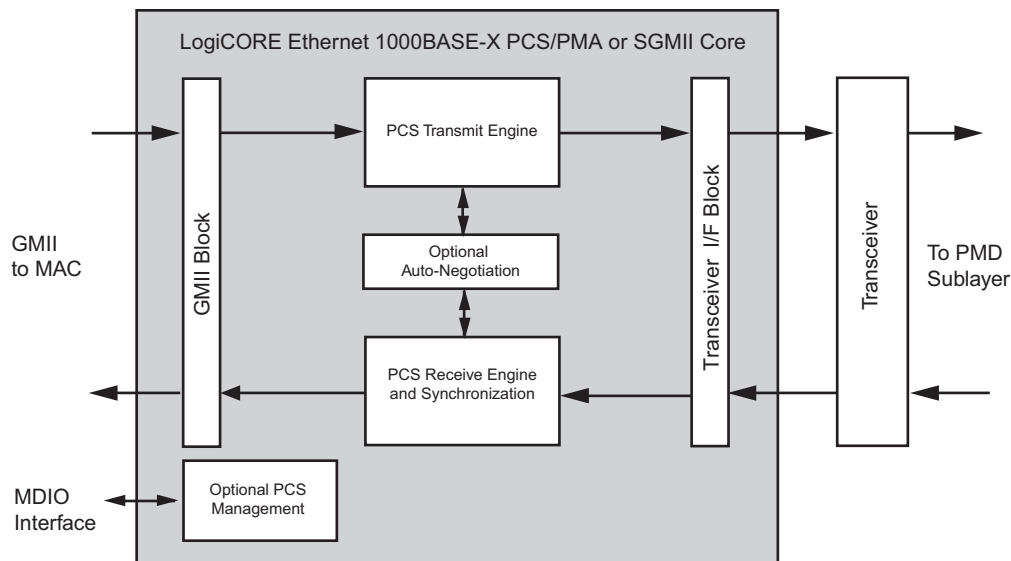 LogiCORE Ethernet 1000BASE-X PCS/PMA or SGMII Core
GMII Block
PCS Transmit Engine
Transceiver I/F Block
Transceiver
GMII
to MAC
Optional
Auto-Negotiation
To PMD
Sublayer
PCS Receive Engine
and Synchronization
MDIO
Interface
Optional PCS
Management